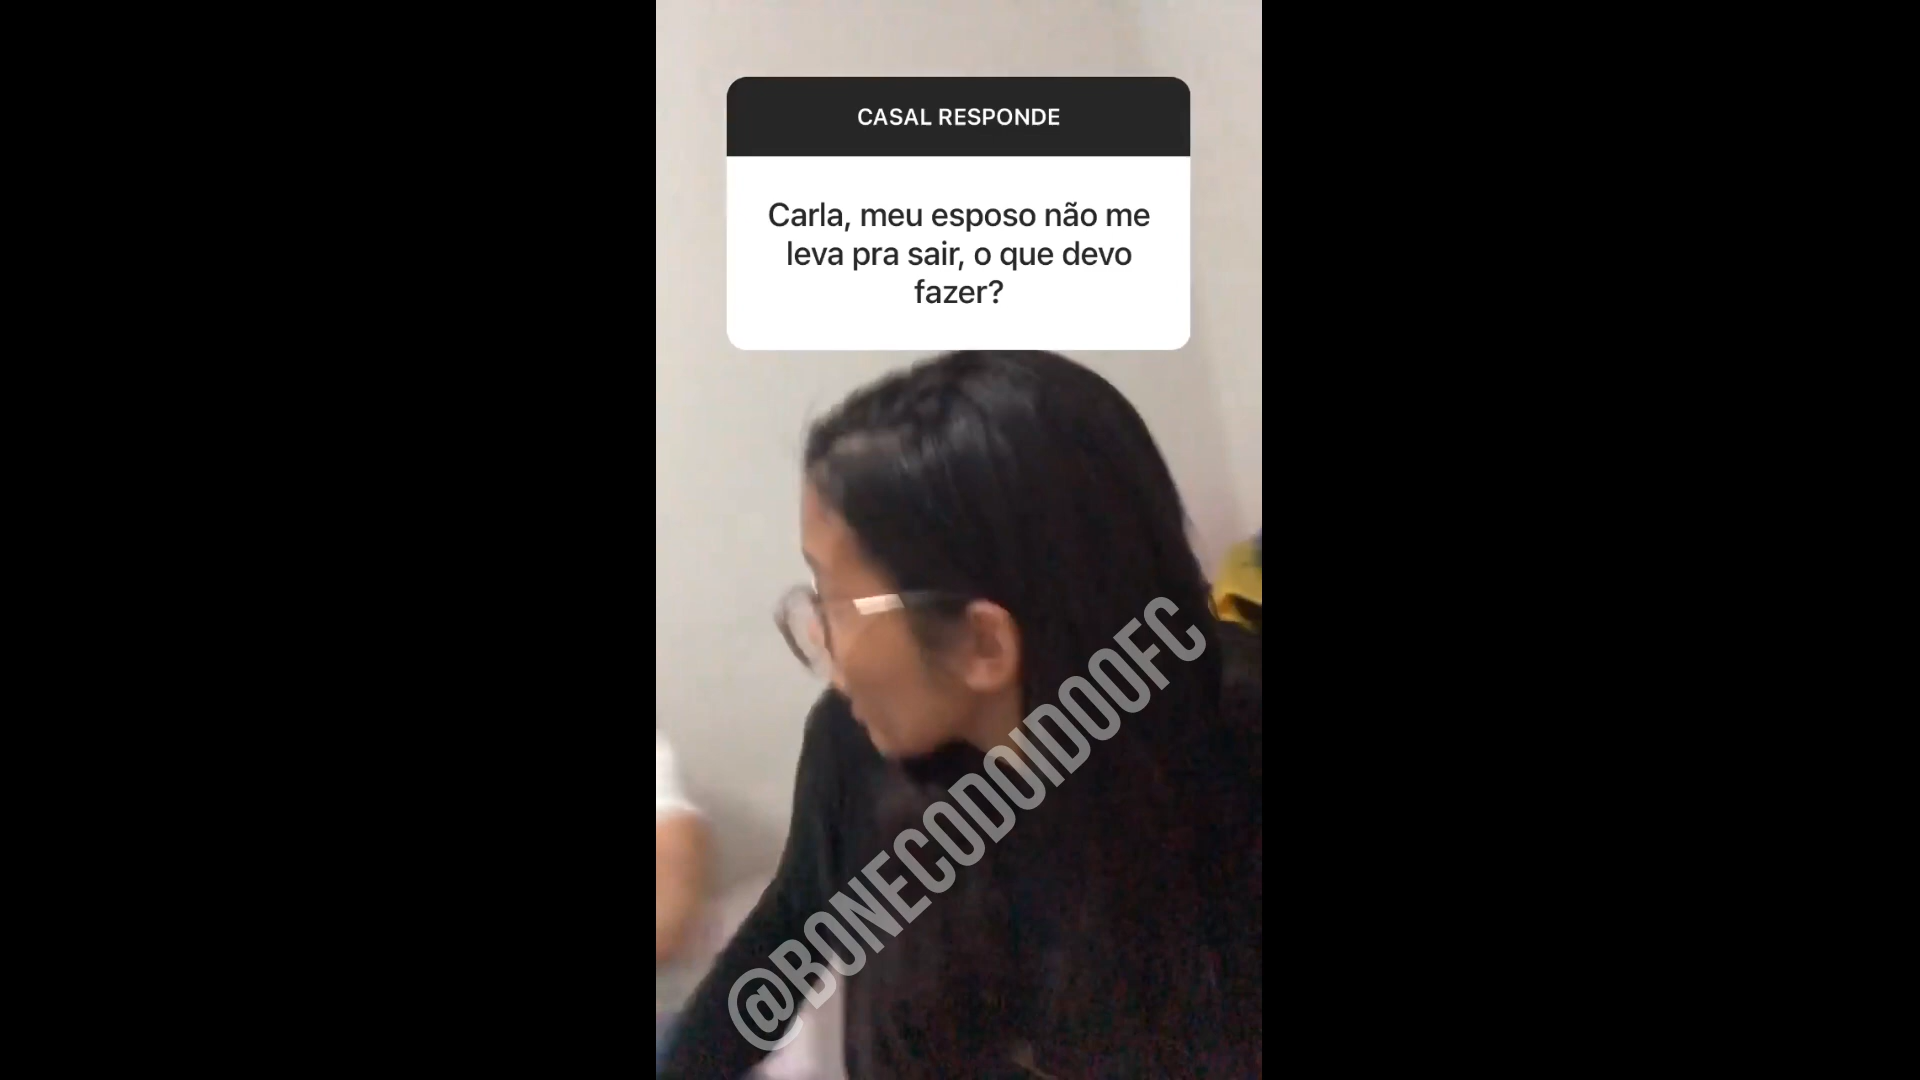 CASAL RESPONDE
Carla, meu esposo não me
leva pra sair, o que devo
fazer?
@BONECODOIDOOFC